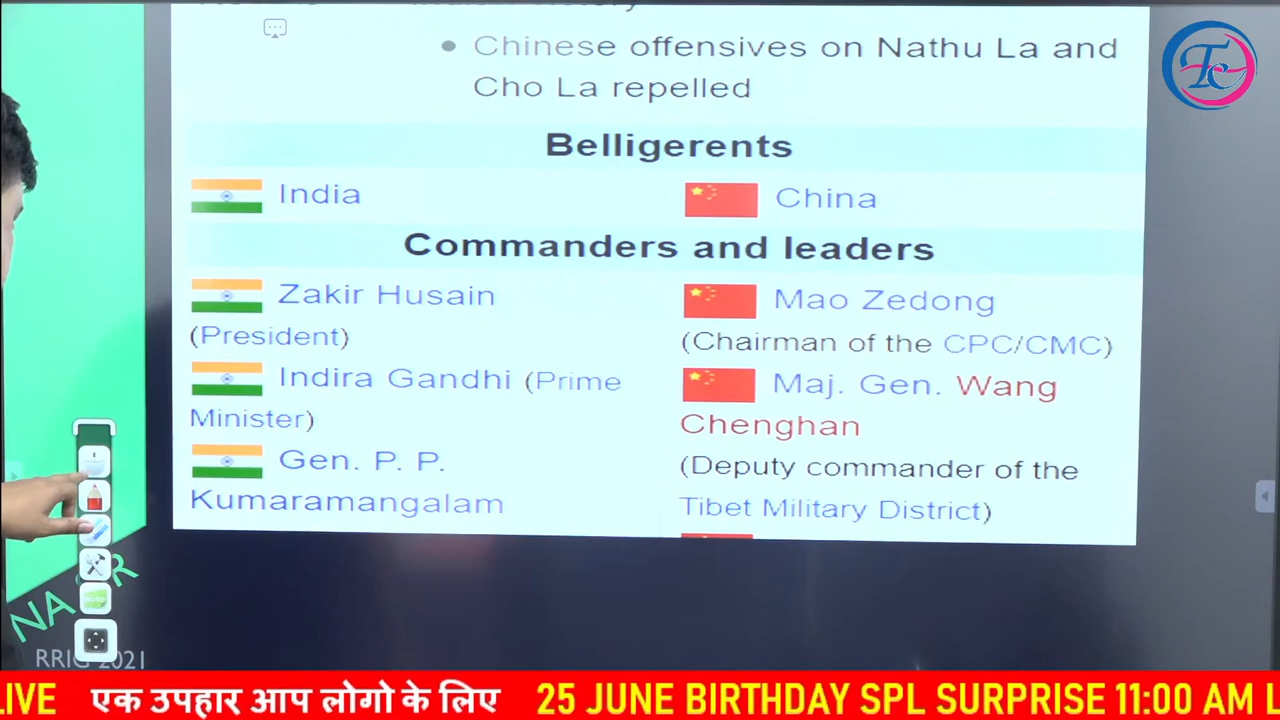 Chinese offensives on Nathu La and
Cho La repelled
Belligerents
India
China
Commanders and leaders
Zakir Husain
(President)
Mao Zedong
(Chairman of the CPC/CMC)
Indira Gandhi (Prime
Minister)
Maj. Gen. Wang
Chenghan
(Deputy commander of the
Tibet Military District)
Gen. P. P.
Kumaramangalam
Tc
RRIG 2021
LIVE एक उपहार आप लोगो के लिए 25 JUNE BIRTHDAY SPL SURPRISE 11:00 AM L